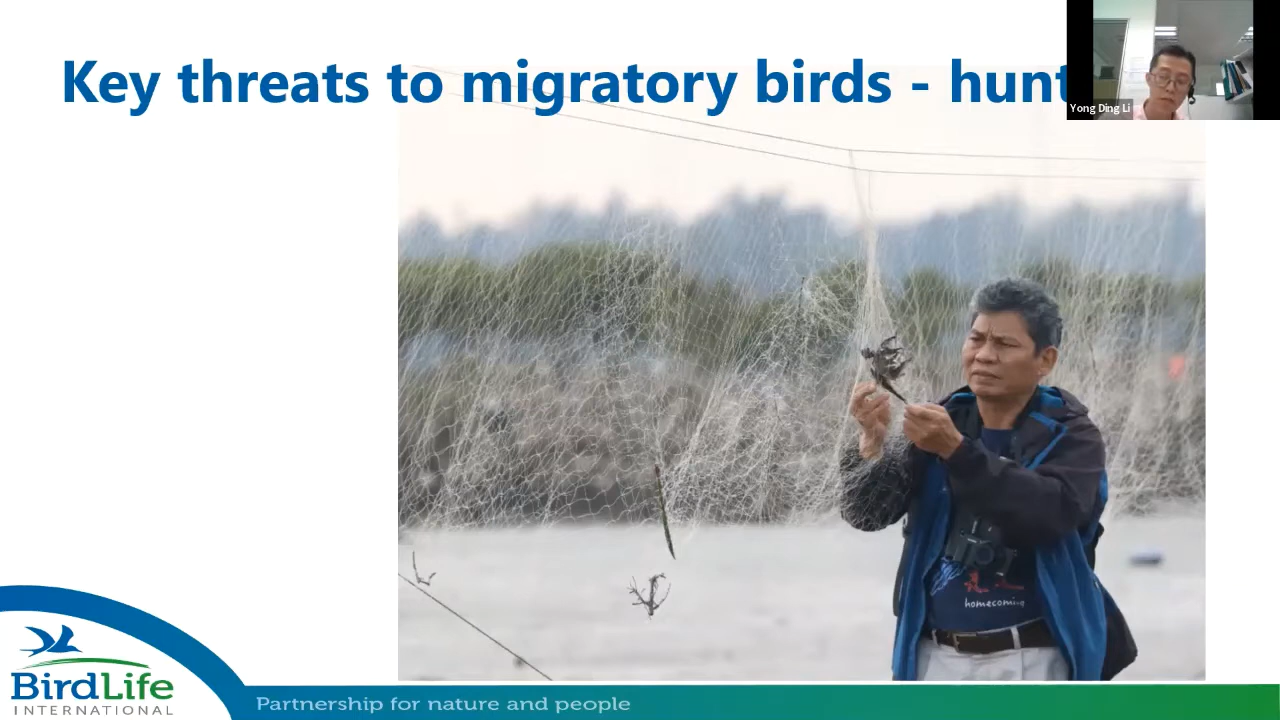 Key threats to migratory birds - hunt
Yong Ding Li
homecoming
BirdLife
INTERNATIONAL
Partnership for nature and people